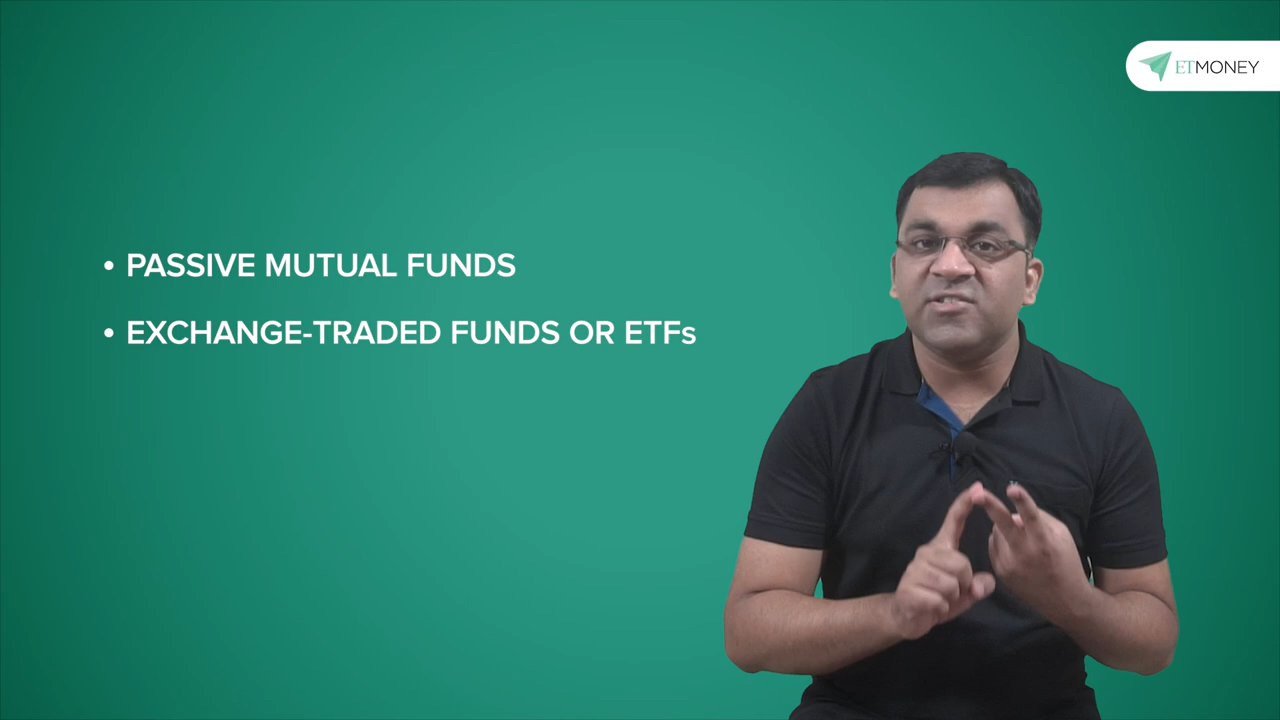 ETMONEY
• PASSIVE MUTUAL FUNDS
• EXCHANGE-TRADED FUNDS OR ETFs